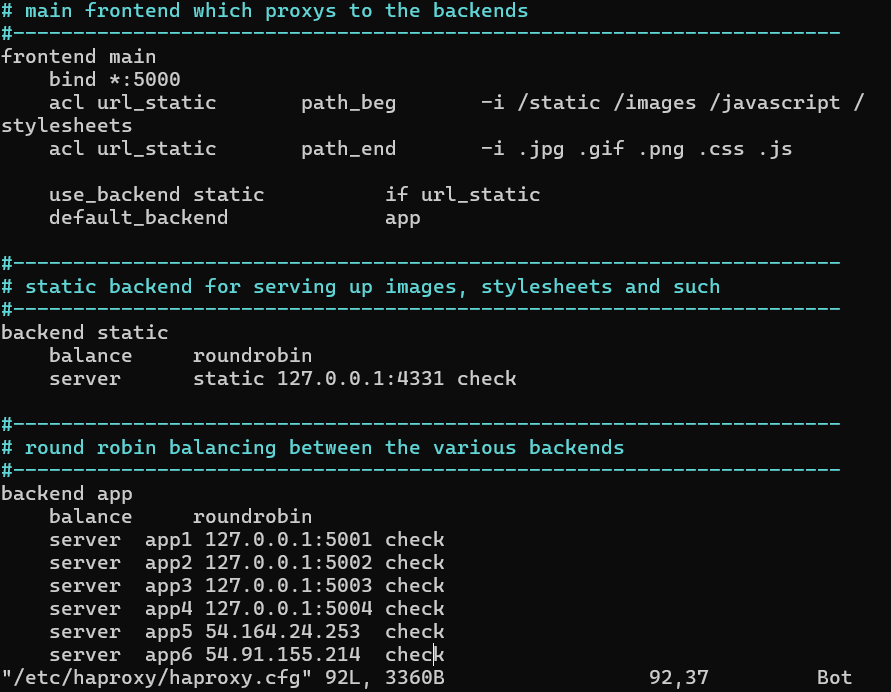 # main frontend which proxys to the backends
#---------------------------------------------------------------------
frontend main
    bind *:5000
    acl url_static       path_beg       -i /static /images /javascript /
stylesheets
    acl url_static       path_end       -i .jpg .gif .png .css .js

    use_backend static          if url_static
    default_backend             app

#---------------------------------------------------------------------
# static backend for serving up images, stylesheets and such
#---------------------------------------------------------------------
backend static
    balance     roundrobin
    server      static 127.0.0.1:4331 check

#---------------------------------------------------------------------
# round robin balancing between the various backends
#---------------------------------------------------------------------
backend app
    balance     roundrobin
    server  app1 127.0.0.1:5001 check
    server  app2 127.0.0.1:5002 check
    server  app3 127.0.0.1:5003 check
    server  app4 127.0.0.1:5004 check
    server  app5 54.164.24.253  check
    server  app6 54.91.155.214  check
"/etc/haproxy/haproxy.cfg" 92L, 3360B                 92,37         Bot